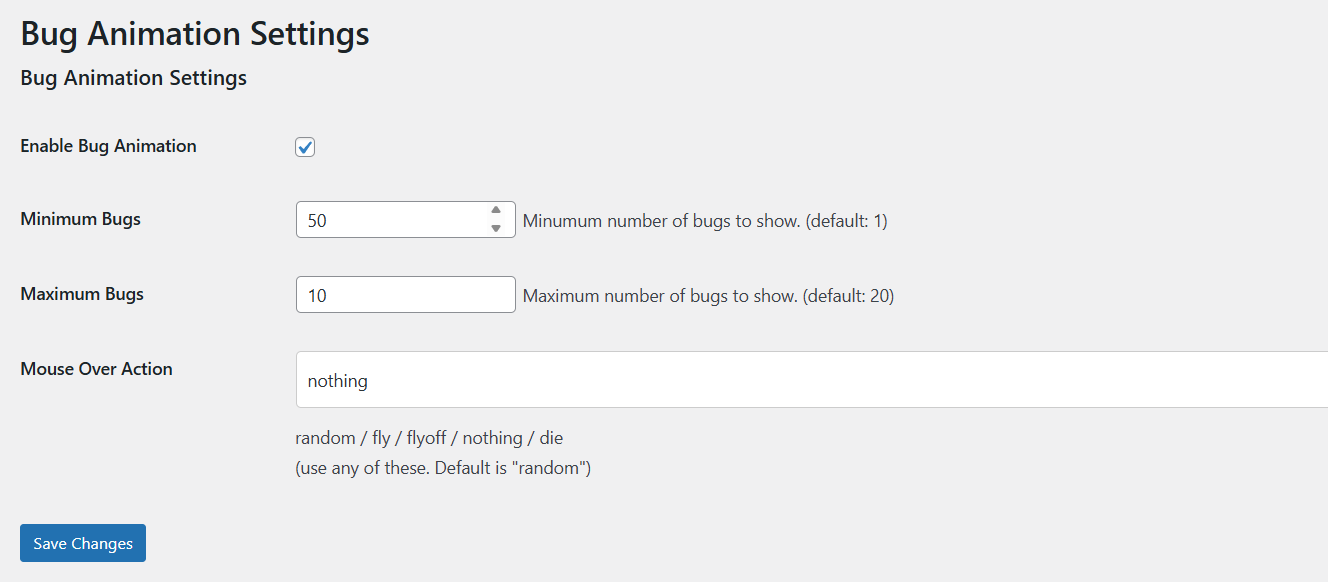 Bug Animation Settings
Bug Animation Settings
Enable Bug Animation
Minimum Bugs
50
Minumum number of bugs to show. (default: 1)
Maximum Bugs
10
Maximum number of bugs to show. (default: 20)
Mouse Over Action
nothing
random / fly / flyoff / nothing / die
(use any of these. Default is "random")
Save Changes